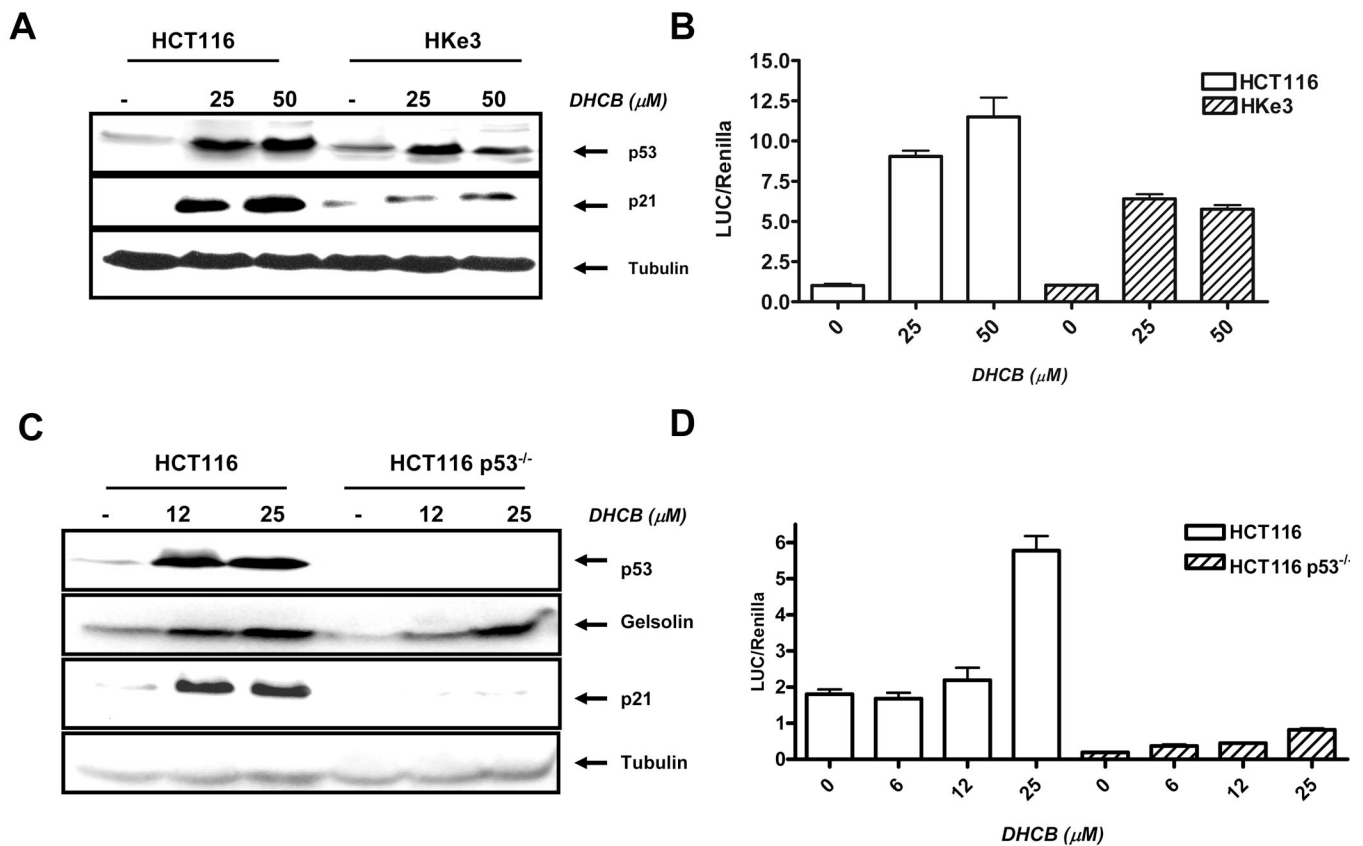 A
HCT116 HKe3
- 25 50 - 25 50 DHCB (μM)
p53
p21
Tubulin
B
15.0
12.5
10.0
7.5
5.0
2.5
0.0
LUC/Renilla
HCT116
HKe3
0 25 50 0 25 50
DHCB (μM)
C
HCT116 HCT116 p53-/-
- 12 25 - 12 25 DHCB (μM)
p53
Gelsolin
p21
Tubulin
D
6
5
4
3
2
1
0
LUC/Renilla
HCT116
HCT116 p53-/-
0 6 12 25 0 6 12 25
DHCB (μM)